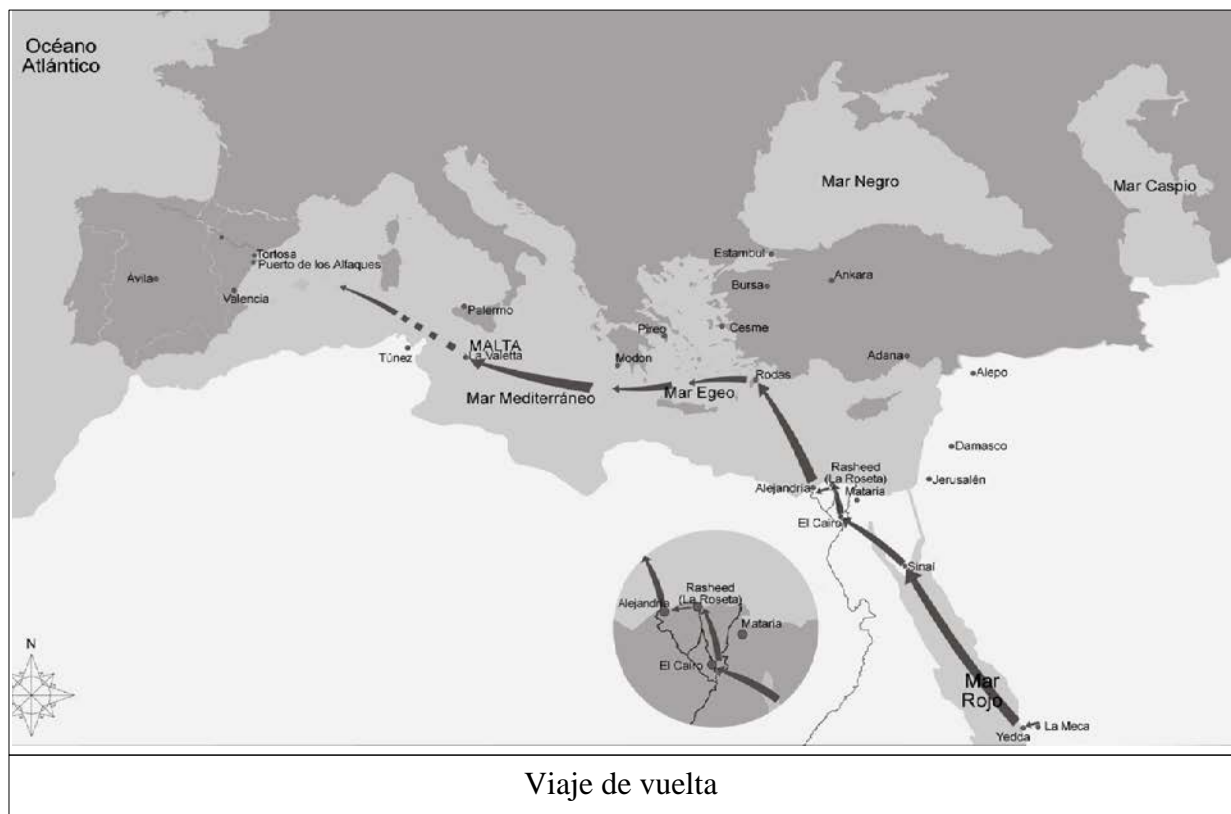 Océano
Atlántico
Mar Negro
Mar Caspio
Tortosa
Puerto de los Alfaques
Ávila
Valencia
Estambul
Ankara
Bursa
Palermo
Pireo
Cesme
MALTA
La Valetta
Túnez
Modon
Adana
Alepo
Rodas
Mar Mediterráneo
Mar Egeo
Damasco
Rasheed
(La Roseta)
Jerusalén
Alejandría
Mataria
El Cairo
Sinaí
Rasheed
(La Roseta)
Alejandría
Mataria
El Cairo
N
Mar
Rojo
La Meca
Yedda
Viaje de vuelta